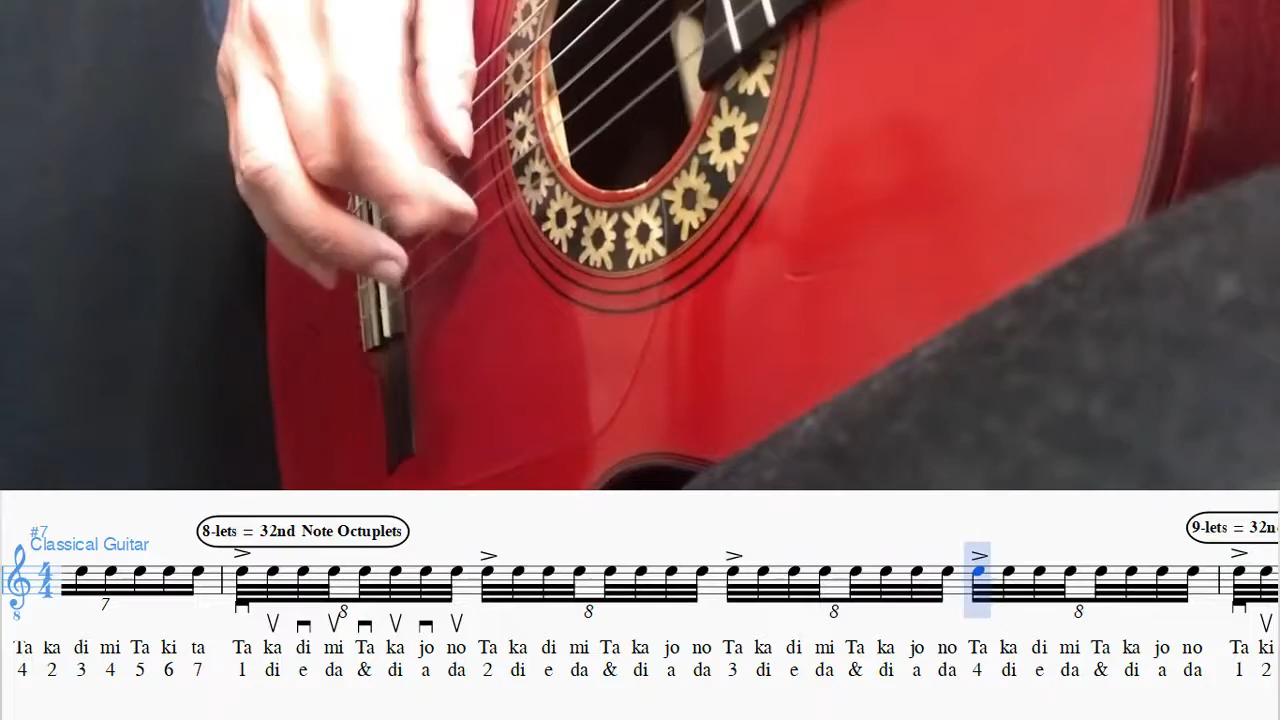 #7
8-lets = 32nd Note Octuplets
9-lets = 32n
Classical Guitar
4
4
8
7 8 8 8 8
Ta ka di mi Ta ki ta Ta ka di mi Ta ka jo no Ta ka di mi Ta ka jo no Ta ka di mi Ta ka jo no Ta ka di mi Ta ka jo no Ta ki
4 2 3 4 5 6 7 1 di e da & di a da 2 di e da & di a da 3 di e da & di a da 4 di e da & di a da 1 2